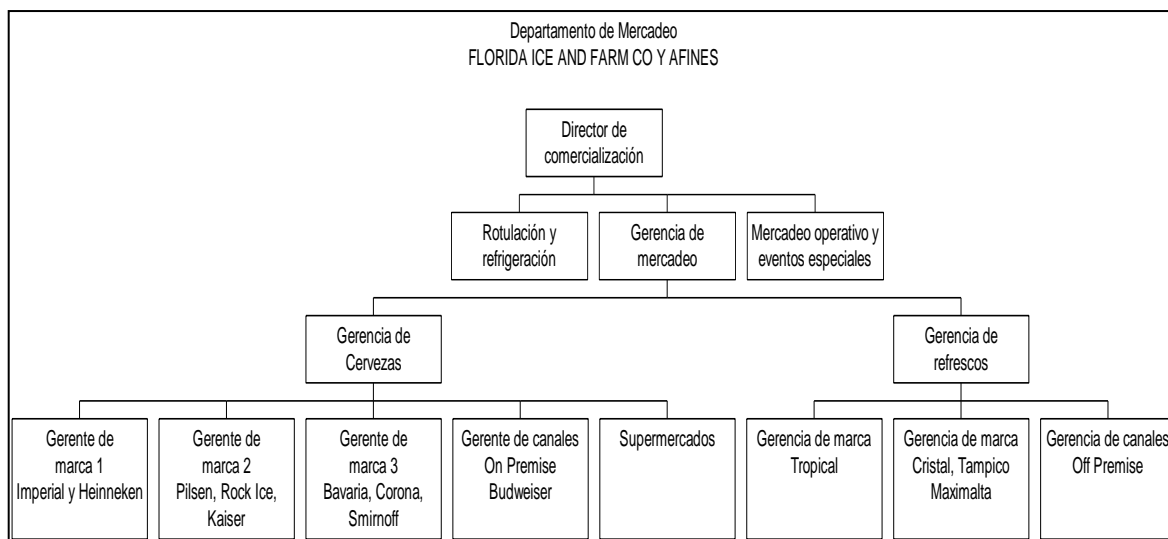 Departamento de Mercadeo
FLORIDA ICE AND FARM CO Y AFINES
Director de
comercialización
Rotulación y
refrigeración
Gerencia de
mercadeo
Mercadeo operativo y
eventos especiales
Gerencia de
Cervezas
Gerencia de
refrescos
Gerente de
marca 1
Imperial y Heinneken
Gerente de
marca 2
Pilsen, Rock Ice,
Kaiser
Gerente de
marca 3
Bavaria, Corona,
Smirnoff
Gerente de canales
On Premise
Budweiser
Supermercados
Gerencia de marca
Tropical
Gerencia de marca
Cristal, Tampico
Maximalta
Gerencia de canales
Off Premise